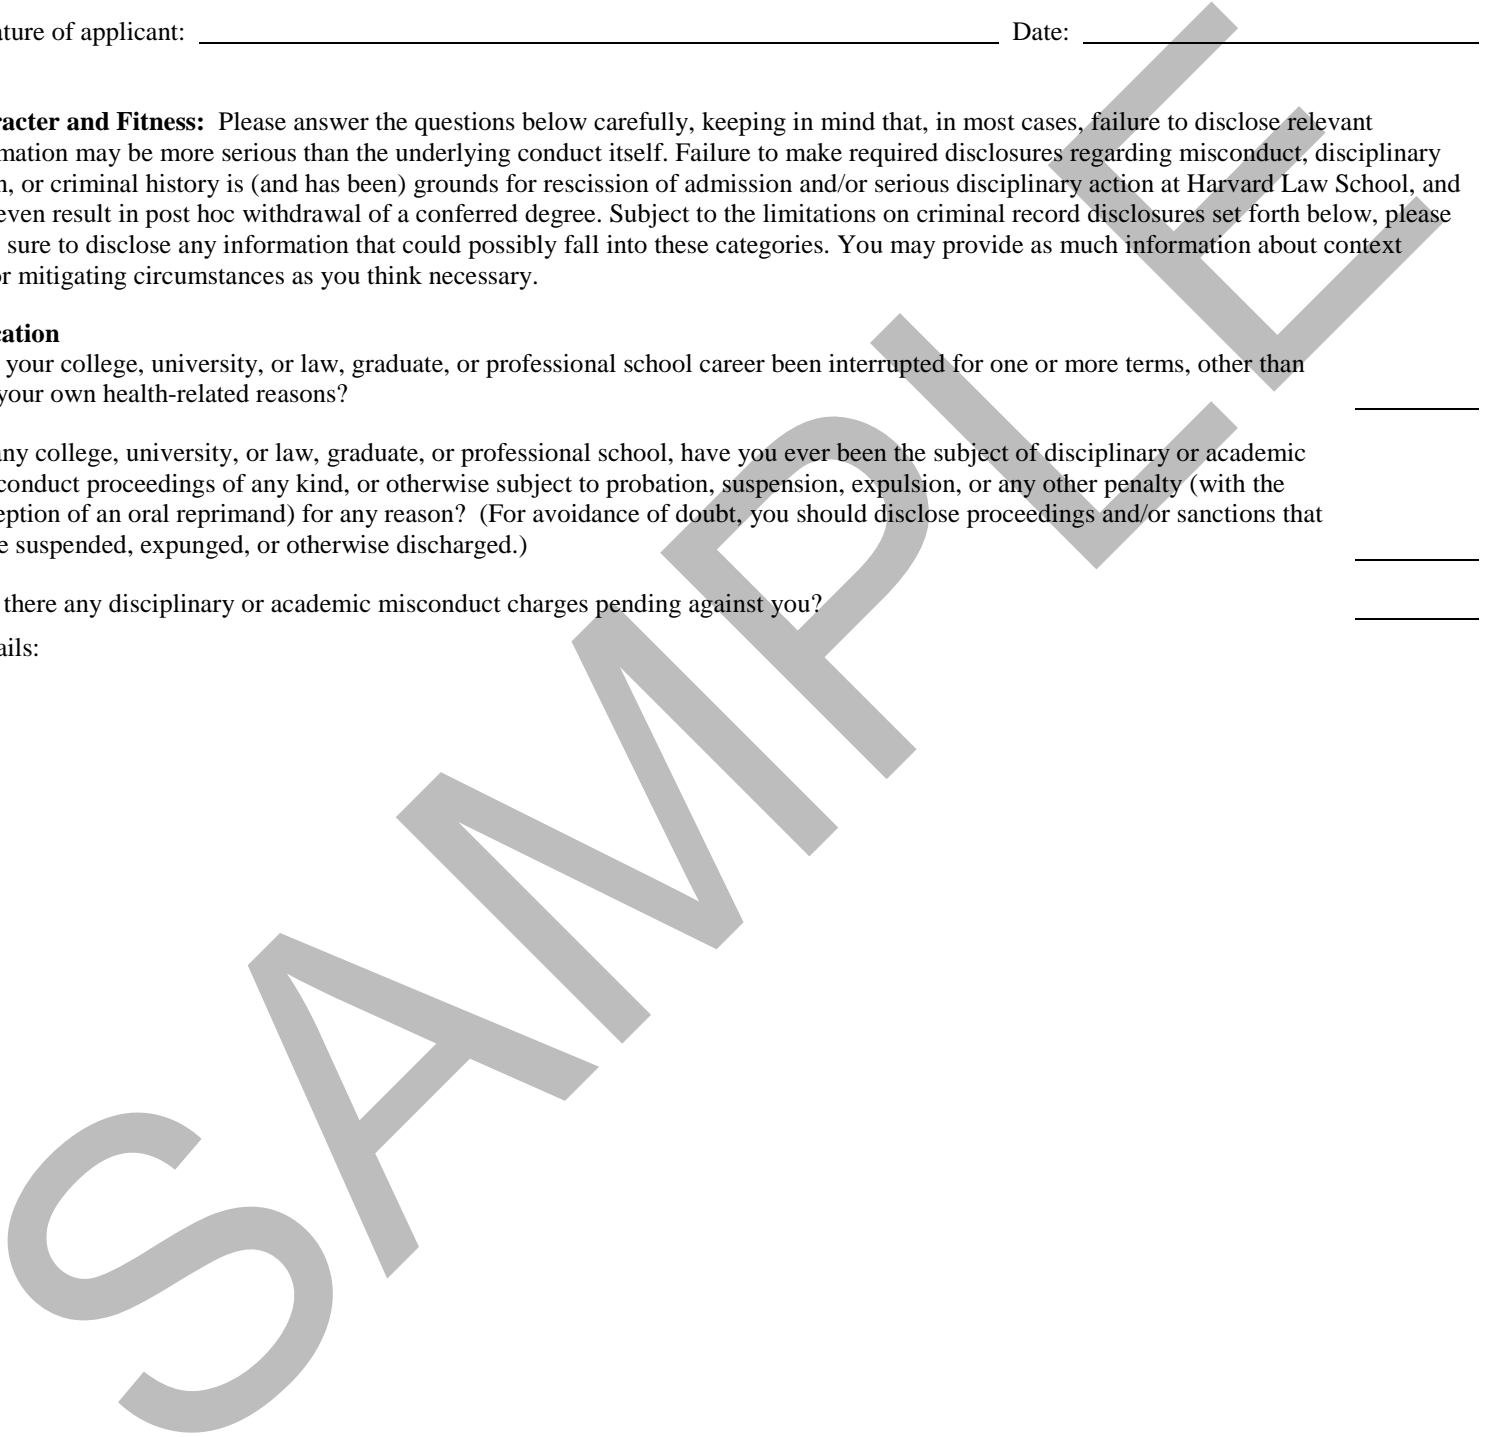 ature of applicant: Date:
racter and Fitness: Please answer the questions below carefully, keeping in mind that, in most cases, failure to disclose relevant
mation may be more serious than the underlying conduct itself. Failure to make required disclosures regarding misconduct, disciplinary
n, or criminal history is (and has been) grounds for rescission of admission and/or serious disciplinary action at Harvard Law School, and
even result in post hoc withdrawal of a conferred degree. Subject to the limitations on criminal record disclosures set forth below, please
sure to disclose any information that could possibly fall into these categories. You may provide as much information about context
or mitigating circumstances as you think necessary.
cation
your college, university, or law, graduate, or professional school career been interrupted for one or more terms, other than
your own health-related reasons?
any college, university, or law, graduate, or professional school, have you ever been the subject of disciplinary or academic
conduct proceedings of any kind, or otherwise subject to probation, suspension, expulsion, or any other penalty (with the
eption of an oral reprimand) for any reason? (For avoidance of doubt, you should disclose proceedings and/or sanctions that
e suspended, expunged, or otherwise discharged.)
there any disciplinary or academic misconduct charges pending against you?
ails:
SAMPLE